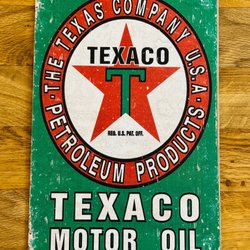 · THE TEXAS COMPANY U.S.A ·
TEXACO
T
REG. U.S. PAT. OFF.
PETROLEUM PRODUCTS
TEXACO
MOTOR OIL